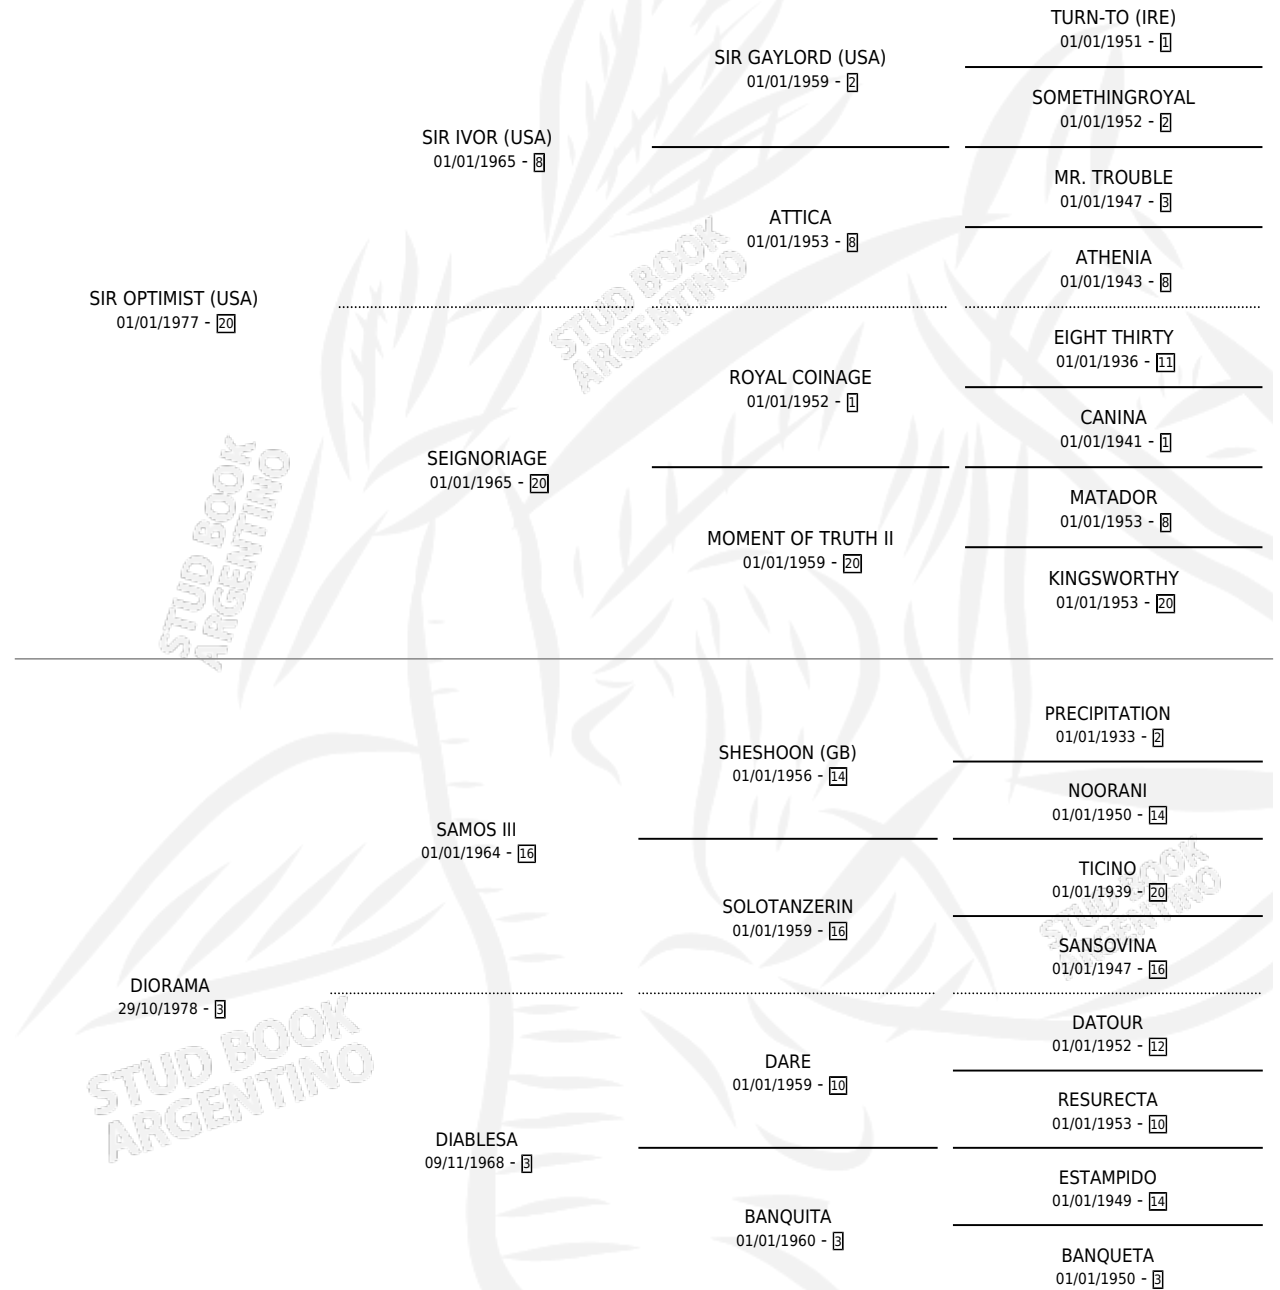 TURN-TO (IRE)
01/01/1951 - 1
SIR GAYLORD (USA)
01/01/1959 - 2
SOMETHINGROYAL
01/01/1952 - 2
SIR IVOR (USA)
01/01/1965 - 8
MR. TROUBLE
01/01/1947 - 3
ATTICA
01/01/1953 - 8
ATHENIA
01/01/1943 - 8
SIR OPTIMIST (USA)
01/01/1977 - 20
EIGHT THIRTY
01/01/1936 - 11
ROYAL COINAGE
01/01/1952 - 1
CANINA
01/01/1941 - 1
SEIGNORIAGE
01/01/1965 - 20
MATADOR
01/01/1953 - 8
MOMENT OF TRUTH II
01/01/1959 - 20
KINGSWORTHY
01/01/1953 - 20
PRECIPITATION
01/01/1933 - 2
SHESHOON (GB)
01/01/1956 - 14
NOORANI
01/01/1950 - 14
SAMOS III
01/01/1964 - 16
TICINO
01/01/1939 - 20
SOLOTANZERIN
01/01/1959 - 16
SANSOVINA
01/01/1947 - 16
DIORAMA
29/10/1978 - 3
DATOUR
01/01/1952 - 12
DARE
01/01/1959 - 10
RESURECTA
01/01/1953 - 10
DIABLESA
09/11/1968 - 3
ESTAMPIDO
01/01/1949 - 14
BANQUITA
01/01/1960 - 3
BANQUETA
01/01/1950 - 3
STUD BOOK
ARGENTINO
STUD BOOK
ARGENTINO
STUD BOOK
ARGENTINO
STUD BOOK
ARGENTINO